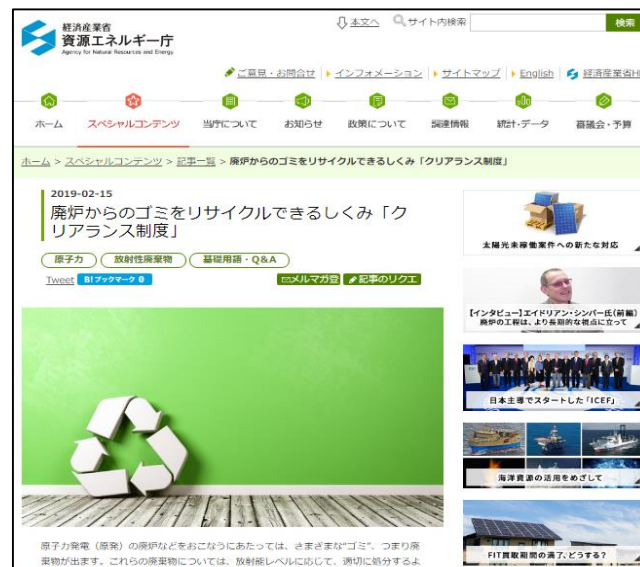 経済産業省
資源エネルギー庁
Agency for Natural Resources and Energy
本文へ サイト内検索 検索
ご意見・お問合せ インフォメーション サイトマップ English 経済産業省HP
ホーム スペシャルコンテンツ 当庁について お知らせ 政策について 調達情報 統計・データ 審議会・予算
ホーム > スペシャルコンテンツ > 記事一覧 > 廃炉からのゴミをリサイクルできるしくみ「クリアランス制度」
2019-02-15
廃炉からのゴミをリサイクルできるしくみ「ク
リアランス制度」
原子力 放射性廃棄物 基礎用語・Q&A
Tweet B!ブックマーク 0 メルマガ登 記事のリクエ
原子力発電(原発)の廃炉などをおこなうにあたっては、さまざまな"ゴミ"、つまり廃
棄物が出ます。これらの廃棄物については、放射能レベルに応じて、適切に処分するよ
太陽光未稼働案件への新たな対応
【インタビュー】エイドリアン・シンパー氏(前編)
廃炉の工程は、より長期的な視点に立って
日本主導でスタートした「ICEF」
海洋資源の活用をめざして
FIT買取期間の満了、どうする?